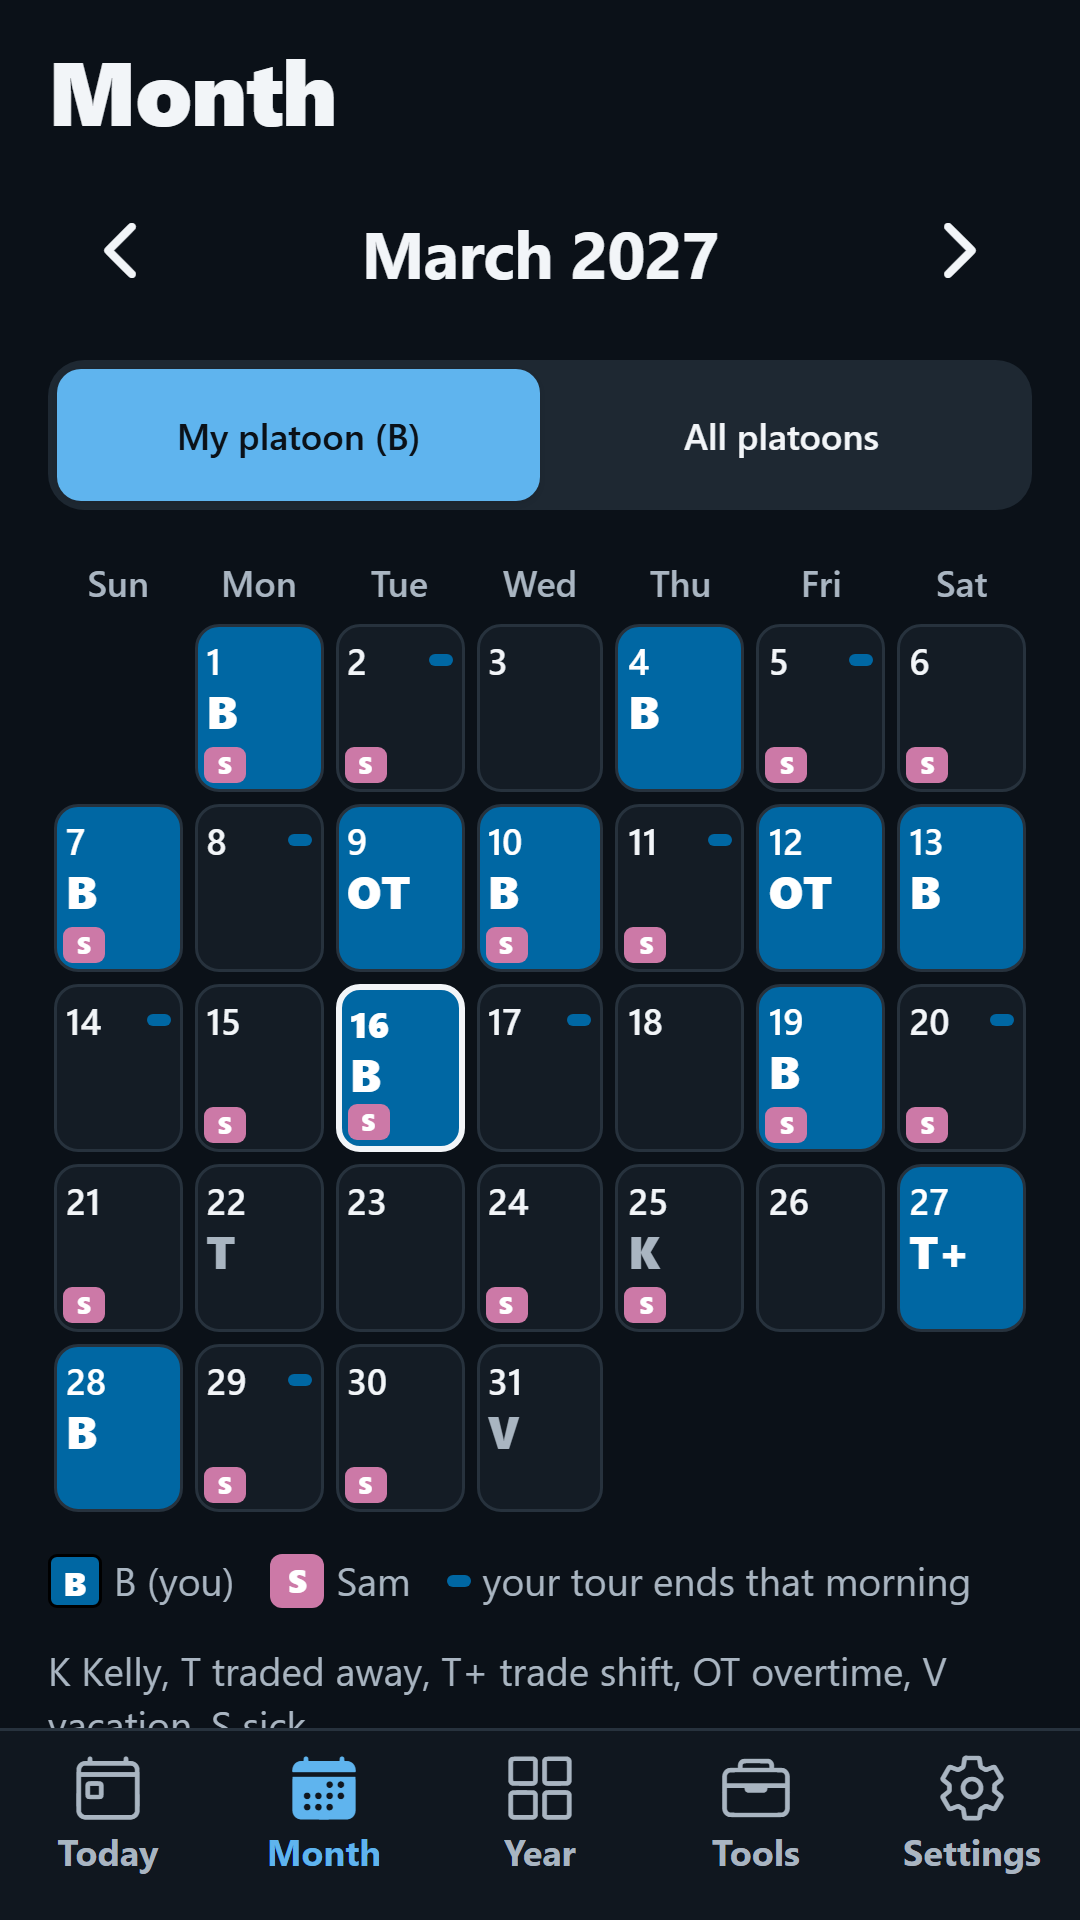 Month
March 2027
My platoon (B) All platoons
Sun Mon Tue Wed Thu Fri Sat
1 2 3 4 5 6
B B
S S S S
7 8 9 10 11 12 13
B OT B OT B
S S S
14 15 16 17 18 19 20
B B
S S S S
21 22 23 24 25 26 27
T K T+
S S S
28 29 30 31
B V
S S
B B (you) S Sam your tour ends that morning
K Kelly, T traded away, T+ trade shift, OT overtime, V
vacation, S sick
Today Month Year Tools Settings